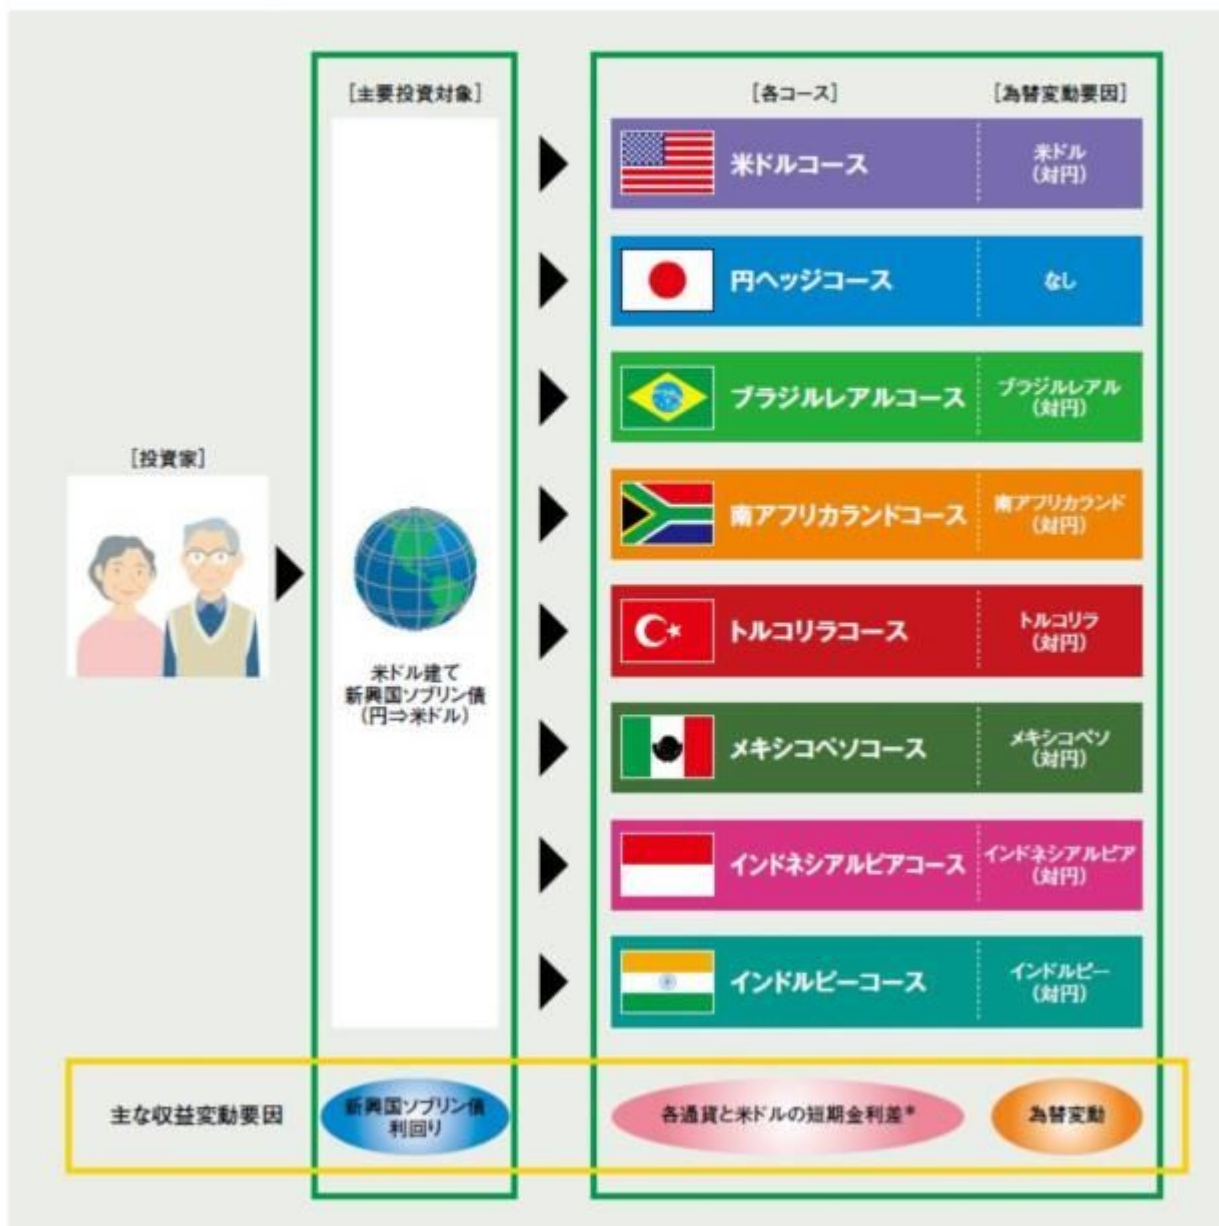 [主要投資対象]
[各コース]
[為替変動要因]
米ドルコース
米ドル
(対円)
円ヘッジコース
なし
ブラジルレアルコース
ブラジルレアル
(対円)
[投資家]
南アフリカランドコース
南アフリカランド
(対円)
トルコリラコース
トルコリラ
(対円)
米ドル建て
新興国ソブリン債
(円⇒米ドル)
メキシコペソコース
メキシコペソ
(対円)
インドネシアルピアコース
インドネシアルピア
(対円)
インドルピーコース
インドルピー
(対円)
主な収益変動要因
新興国ソブリン債
利回り
各通貨と米ドルの短期金利差*
為替変動